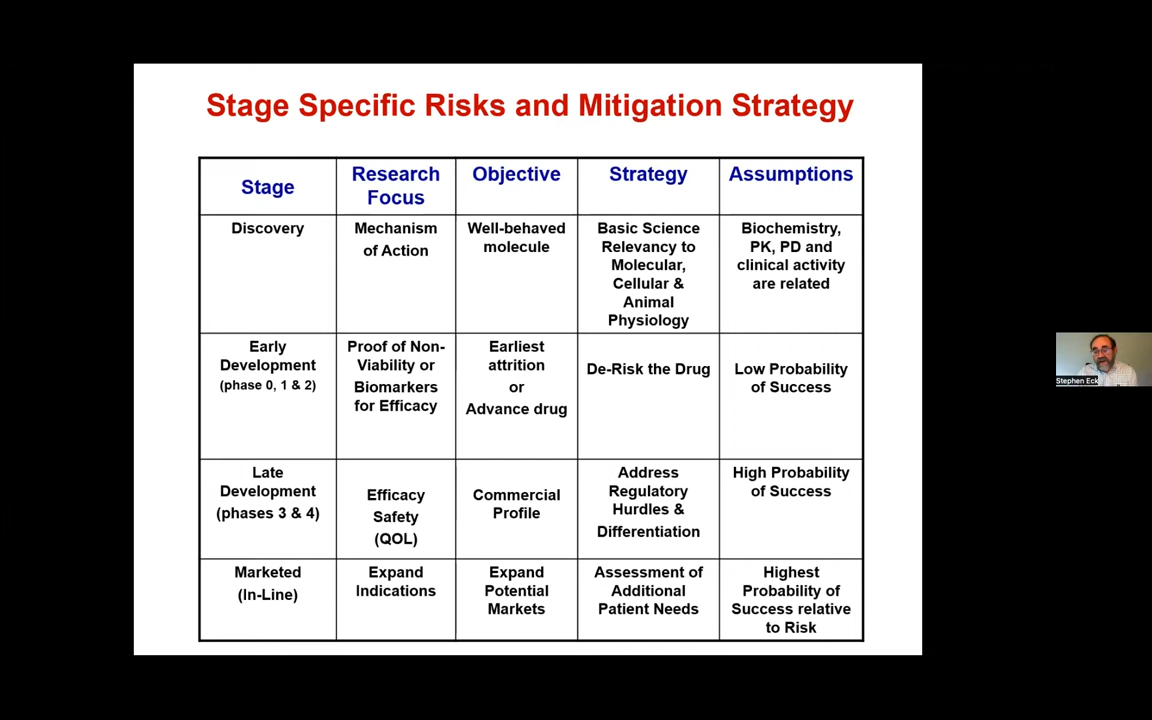 Stage Specific Risks and Mitigation Strategy
Stage
Research
Focus
Objective
Strategy
Assumptions
Discovery
Mechanism
of Action
Well-behaved
molecule
Basic Science
Relevancy to
Molecular,
Cellular &
Animal
Physiology
Biochemistry,
PK, PD and
clinical activity
are related
Early
Development
(phase 0, 1 & 2)
Proof of Non-
Viability or
Biomarkers
for Efficacy
Earliest
attrition
or
Advance drug
De-Risk the Drug
Low Probability
of Success
Late
Development
(phases 3 & 4)
Efficacy
Safety
(QOL)
Commercial
Profile
Address
Regulatory
Hurdles &
Differentiation
High Probability
of Success
Marketed
(In-Line)
Expand
Indications
Expand
Potential
Markets
Assessment of
Additional
Patient Needs
Highest
Probability of
Success relative
to Risk
Stephen Eck